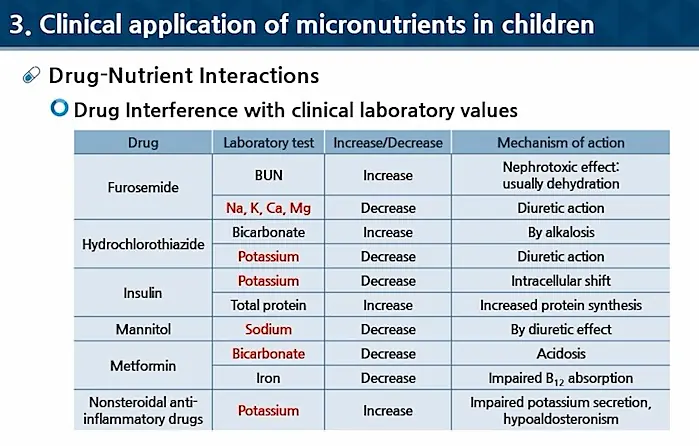 3. Clinical application of micronutrients in children
Drug-Nutrient Interactions
Drug Interference with clinical laboratory values
Drug Laboratory test Increase/Decrease Mechanism of action
Furosemide BUN Increase Nephrotoxic effect: usually dehydration
Na, K, Ca, Mg Decrease Diuretic action
Hydrochlorothiazide Bicarbonate Increase By alkalosis
Potassium Decrease Diuretic action
Insulin Potassium Decrease Intracellular shift
Total protein Increase Increased protein synthesis
Mannitol Sodium Decrease By diuretic effect
Metformin Bicarbonate Decrease Acidosis
Iron Decrease Impaired B12 absorption
Nonsteroidal anti-inflammatory drugs Potassium Increase Impaired potassium secretion, hypoaldosteronism